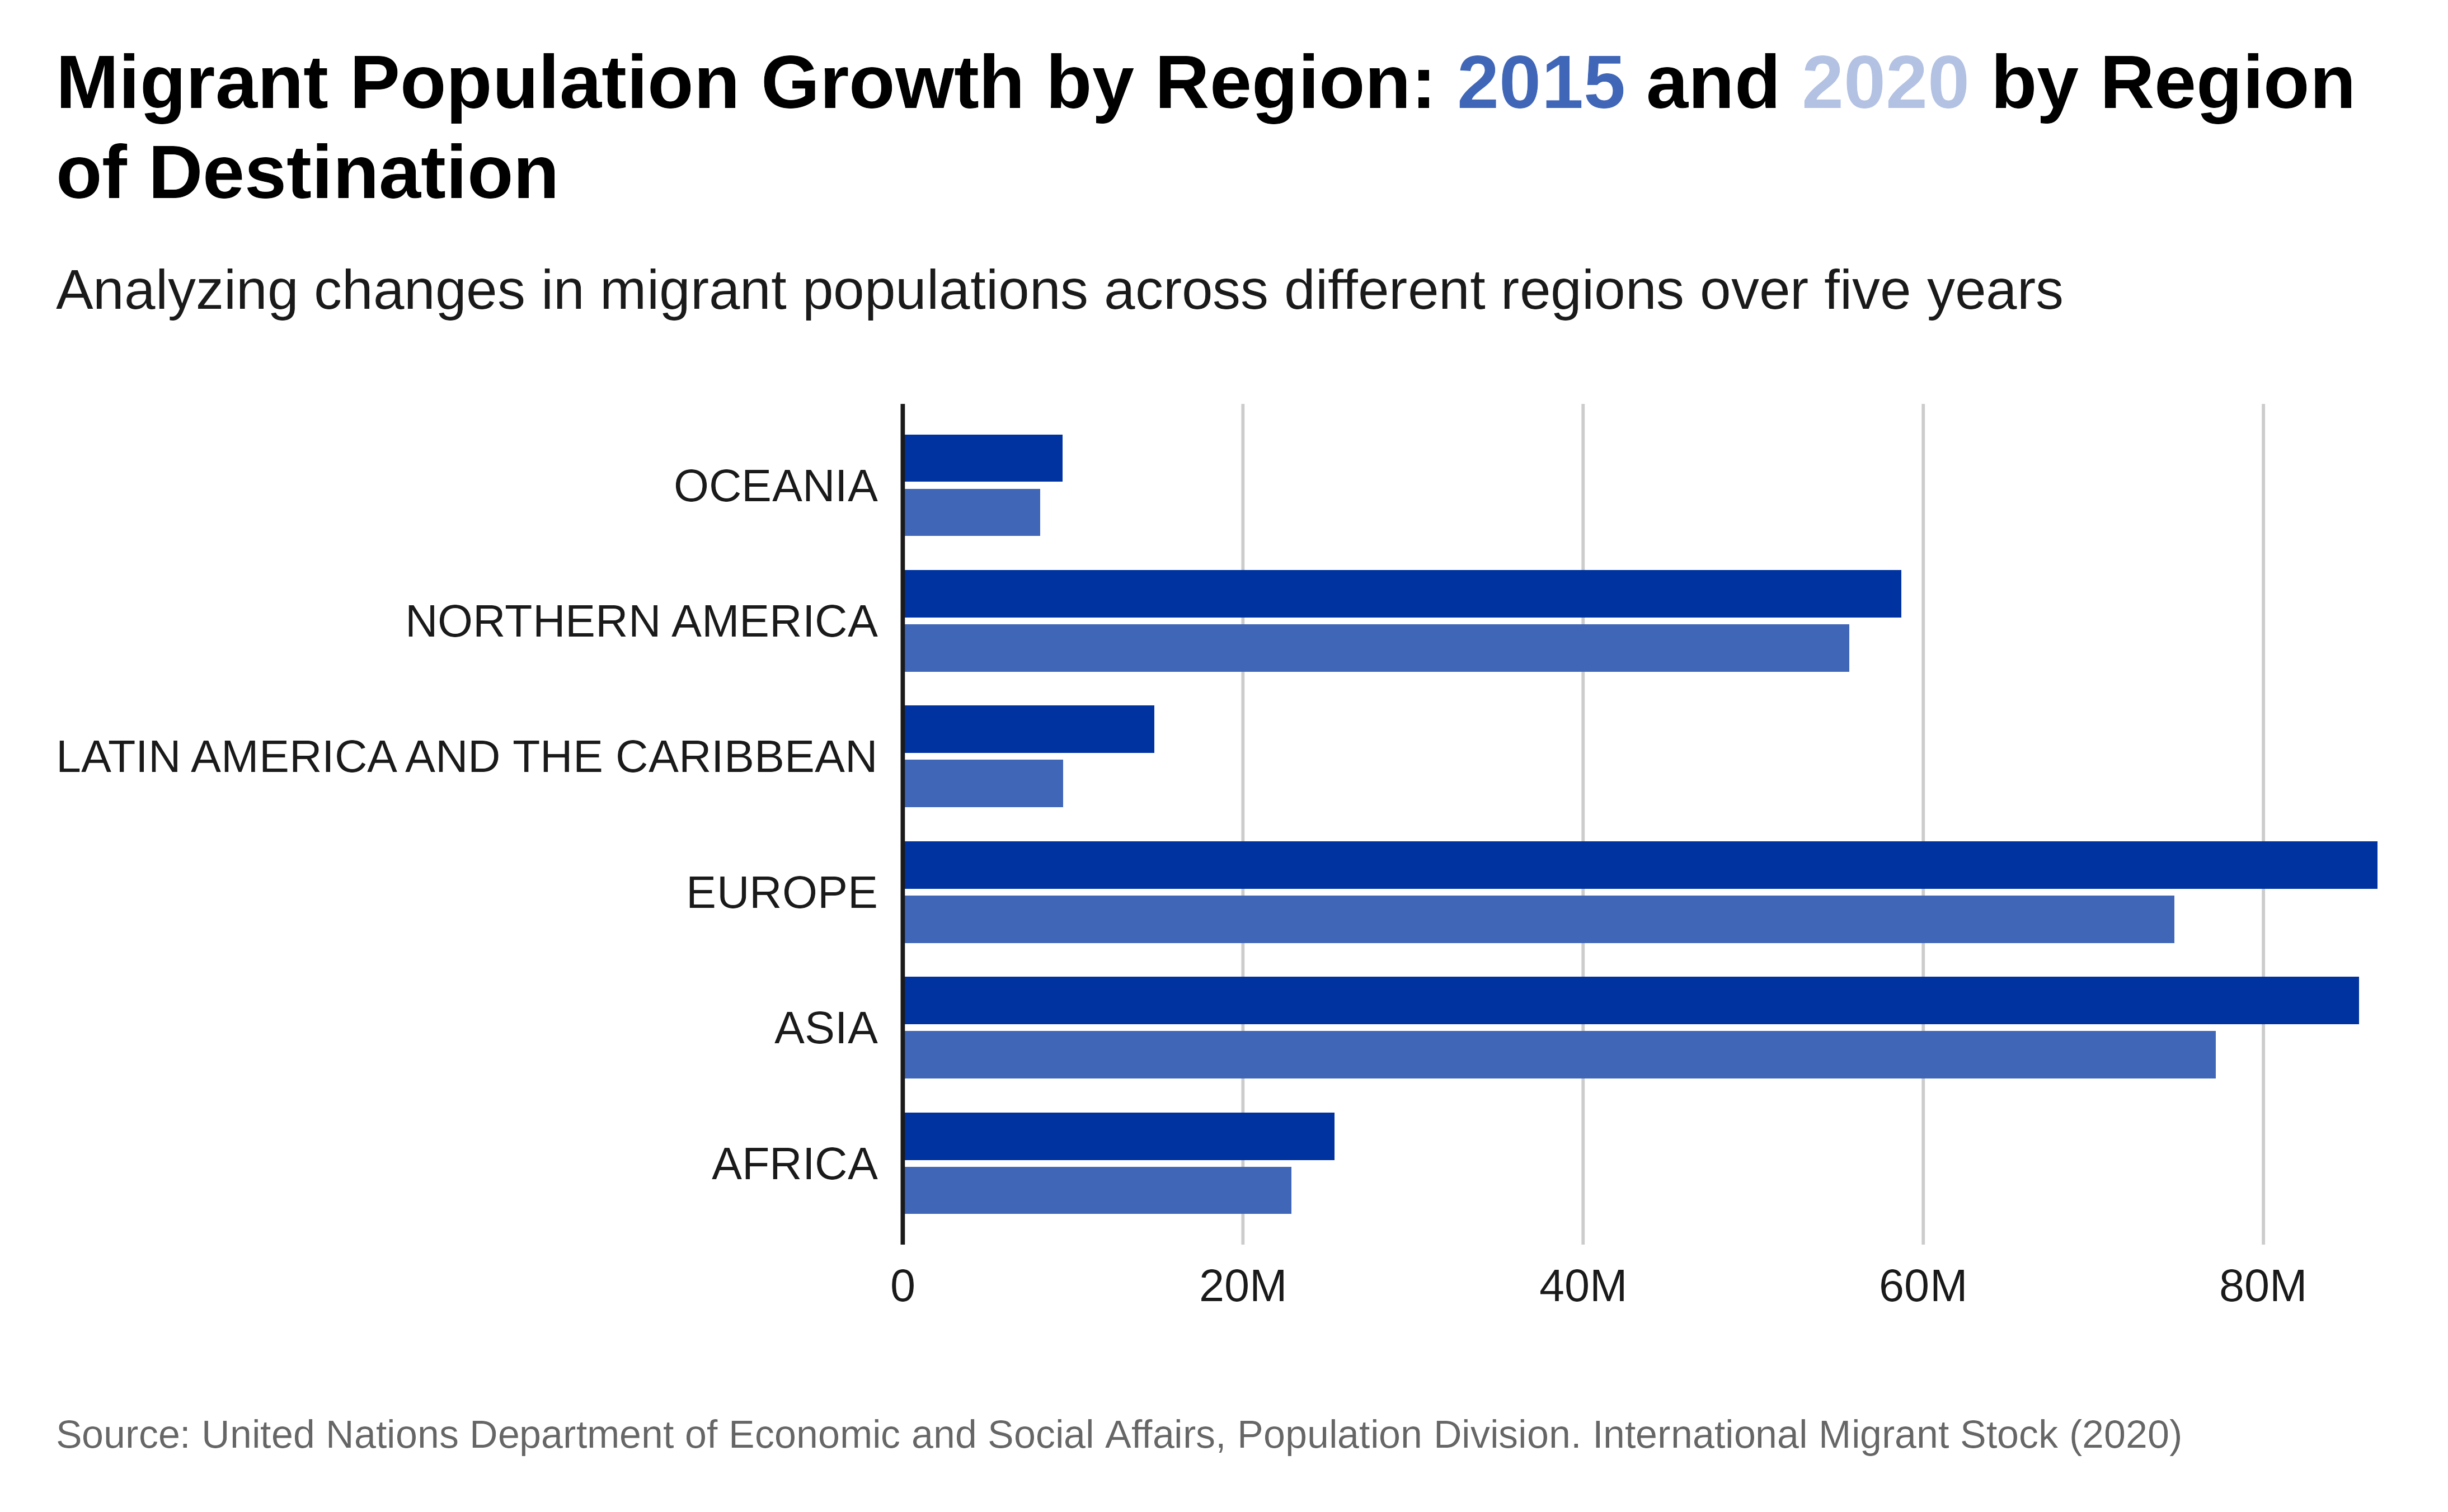 Migrant Population Growth by Region: 2015 and 2020 by Region
of Destination
Analyzing changes in migrant populations across different regions over five years
OCEANIA
NORTHERN AMERICA
LATIN AMERICA AND THE CARIBBEAN
EUROPE
ASIA
AFRICA
0 20M 40M 60M 80M
Source: United Nations Department of Economic and Social Affairs, Population Division. International Migrant Stock (2020)